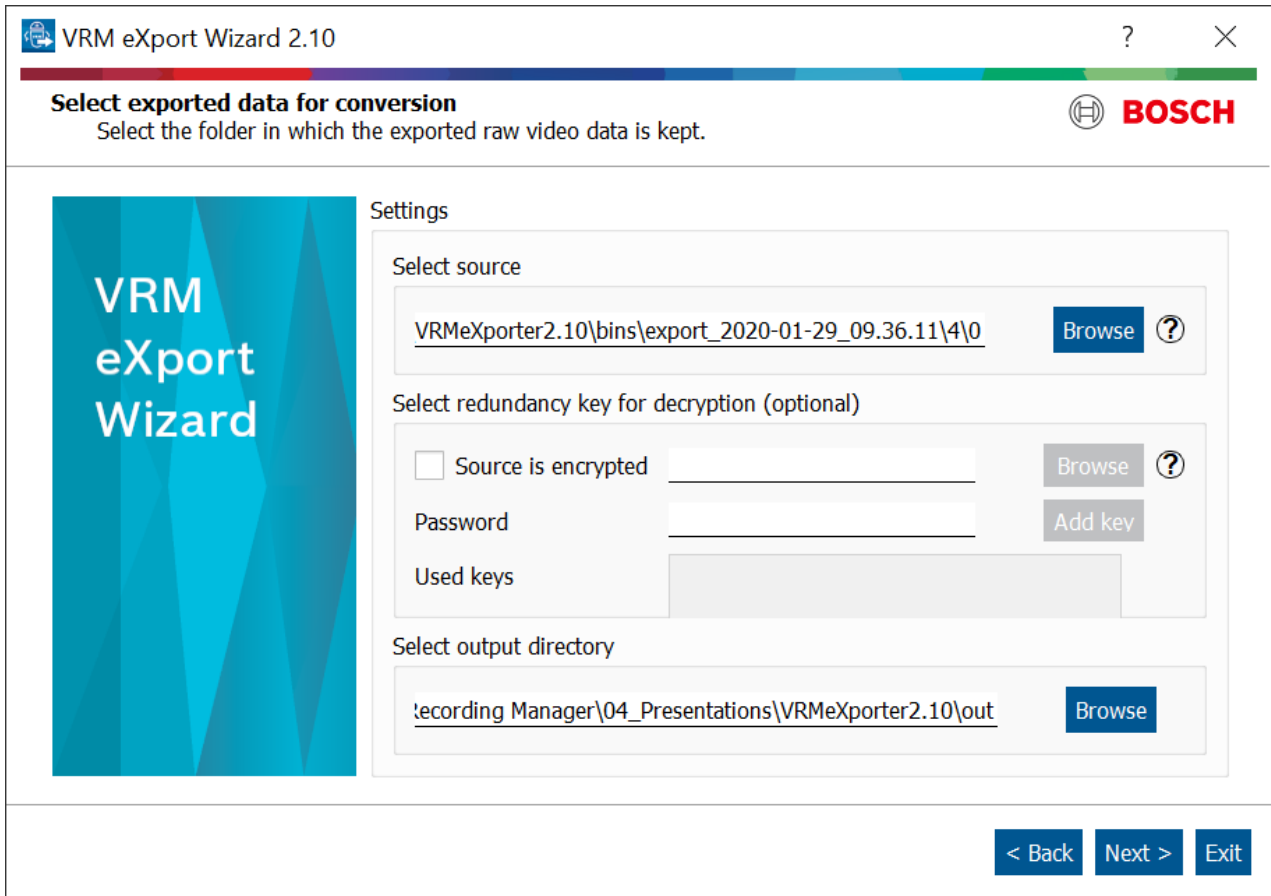 VRM eXport Wizard 2.10
?
Select exported data for conversion
Select the folder in which the exported raw video data is kept.
BOSCH
VRM
eXport
Wizard
Settings
Select source
VRMeXporter2.10\bins\export_2020-01-29_09.36.11\4\0
Browse ?
Select redundancy key for decryption (optional)
Source is encrypted
Browse ?
Password
Add key
Used keys
Select output directory
Recording Manager\04_Presentations\VRMeXporter2.10\out
Browse
< Back Next > Exit